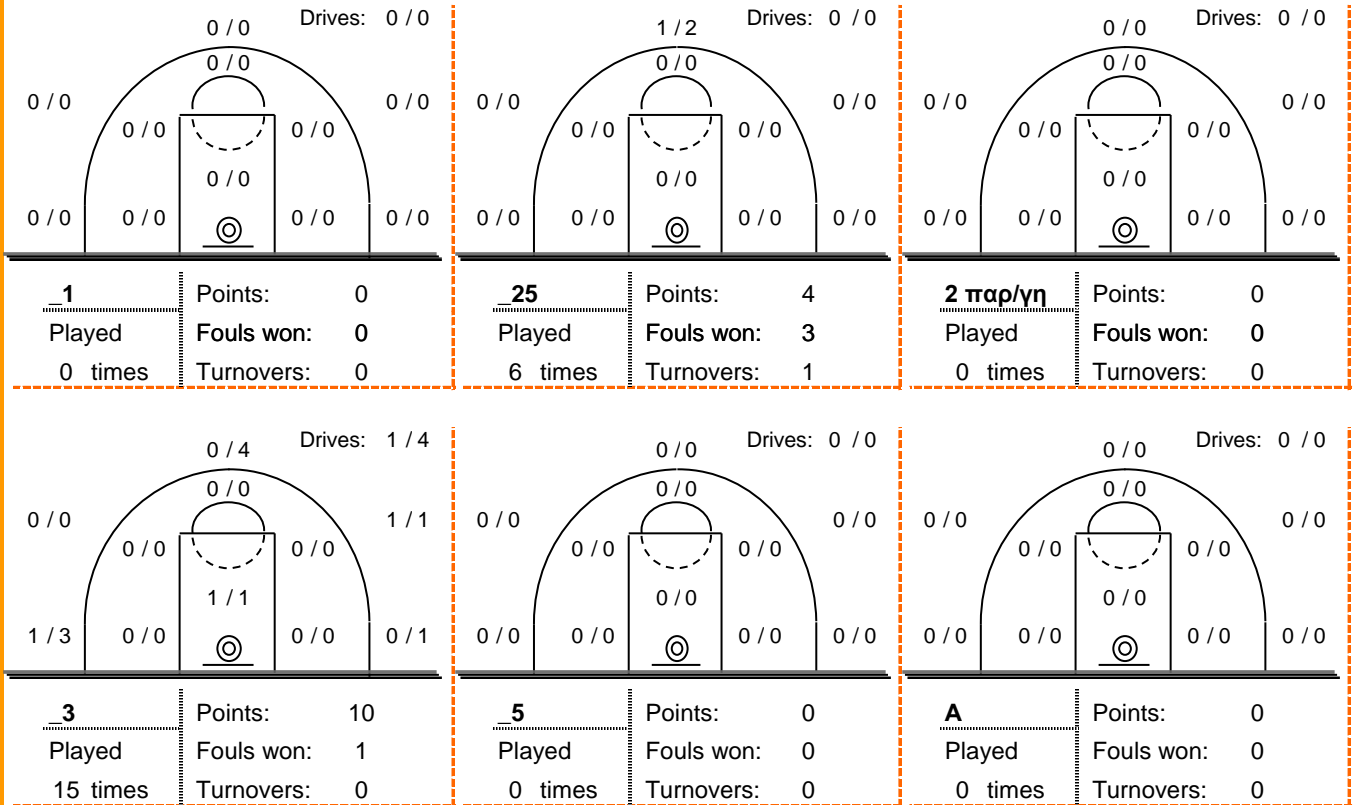 0 / 0 Drives: 0 / 0
0 / 0
0 / 0 0 / 0
0 / 0 0 / 0
0 / 0
0 / 0 0 / 0 0 / 0 0 / 0
_1 Points: 0
Played Fouls won: 0
0 times Turnovers: 0
1 / 2 Drives: 0 / 0
0 / 0
0 / 0 0 / 0
0 / 0 0 / 0
0 / 0
0 / 0 0 / 0 0 / 0 0 / 0
_25 Points: 4
Played Fouls won: 3
6 times Turnovers: 1
0 / 0 Drives: 0 / 0
0 / 0
0 / 0 0 / 0
0 / 0 0 / 0
0 / 0
0 / 0 0 / 0 0 / 0 0 / 0
2 παρ/γη Points: 0
Played Fouls won: 0
0 times Turnovers: 0
0 / 4 Drives: 1 / 4
0 / 0
0 / 0 1 / 1
0 / 0 0 / 0
1 / 1
1 / 3 0 / 0 0 / 0 0 / 1
_3 Points: 10
Played Fouls won: 1
15 times Turnovers: 0
0 / 0 Drives: 0 / 0
0 / 0
0 / 0 0 / 0
0 / 0 0 / 0
0 / 0
0 / 0 0 / 0 0 / 0 0 / 0
_5 Points: 0
Played Fouls won: 0
0 times Turnovers: 0
0 / 0 Drives: 0 / 0
0 / 0
0 / 0 0 / 0
0 / 0 0 / 0
0 / 0
0 / 0 0 / 0 0 / 0 0 / 0
A Points: 0
Played Fouls won: 0
0 times Turnovers: 0